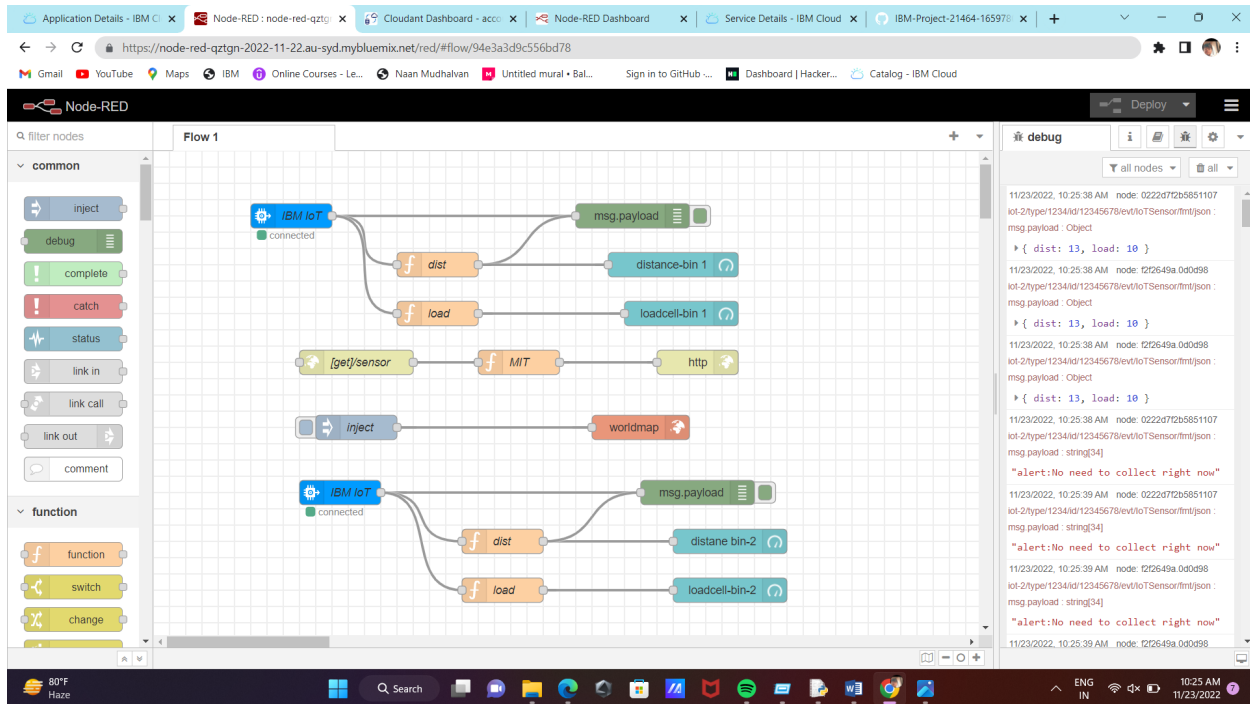 Application Details - IBM Cl
Node-RED : node-red-qztg
Cloudant Dashboard - acco
Node-RED Dashboard
Service Details - IBM Cloud
IBM-Project-21464-165978
https://node-red-qztgn-2022-11-22.au-syd.mybluemix.net/red/#flow/94e3a3d9c556bd78
Gmail
YouTube
Maps
IBM
Online Courses - Le...
Naan Mudhalvan
Untitled mural • Bal...
Sign in to GitHub ·...
Dashboard | Hacker...
Catalog - IBM Cloud
Node-RED
Deploy
filter nodes
common
inject
debug
complete
catch
status
link in
link call
link out
comment
function
function
switch
change
Flow 1
IBM IoT
connected
msg.payload
dist
distance-bin 1
load
loadcell-bin 1
[get]/sensor
MIT
http
inject
worldmap
IBM IoT
connected
msg.payload
dist
distane bin-2
load
loadcell-bin-2
debug
all nodes
all
11/23/2022, 10:25:38 AM node: 0222d7f2b5851107
iot-2/type/1234/id/12345678/evt/IoTSensor/fmt/json :
msg.payload : Object
{ dist: 13, load: 10 }
11/23/2022, 10:25:38 AM node: f2f2649a.0d0d98
iot-2/type/1234/id/12345678/evt/IoTSensor/fmt/json :
msg.payload : Object
{ dist: 13, load: 10 }
11/23/2022, 10:25:38 AM node: f2f2649a.0d0d98
iot-2/type/1234/id/12345678/evt/IoTSensor/fmt/json :
msg.payload : Object
{ dist: 13, load: 10 }
11/23/2022, 10:25:38 AM node: 0222d7f2b5851107
iot-2/type/1234/id/12345678/evt/IoTSensor/fmt/json :
msg.payload : string[34]
"alert:No need to collect right now"
11/23/2022, 10:25:39 AM node: 0222d7f2b5851107
iot-2/type/1234/id/12345678/evt/IoTSensor/fmt/json :
msg.payload : string[34]
"alert:No need to collect right now"
11/23/2022, 10:25:39 AM node: f2f2649a.0d0d98
iot-2/type/1234/id/12345678/evt/IoTSensor/fmt/json :
msg.payload : string[34]
"alert:No need to collect right now"
11/23/2022, 10:25:39 AM node: f2f2649a.0d0d98
80°F
Haze
Search
ENG
IN
10:25 AM
11/23/2022
7